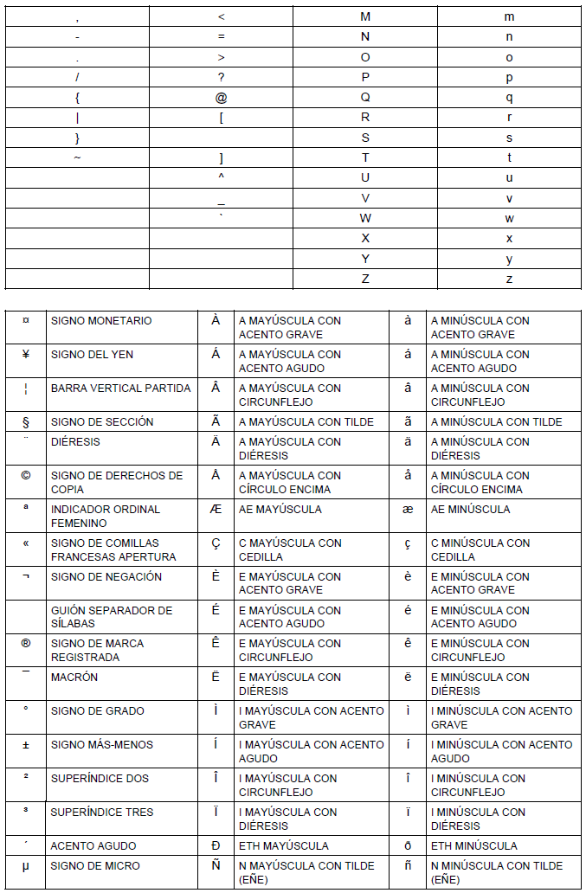 , < M m
- = N n
. > O o
/ ? P p
{ @ Q q
| [ R r
} S s
~ ] T t
^ U u
_ V v
` W w
X x
Y y
Z z
¤ SIGNO MONETARIO À A MAYÚSCULA CON à A MINÚSCULA CON
ACENTO GRAVE ACENTO GRAVE
¥ SIGNO DEL YEN Á A MAYÚSCULA CON á A MINÚSCULA CON
ACENTO AGUDO ACENTO AGUDO
¦ BARRA VERTICAL PARTIDA Â A MAYÚSCULA CON â A MINÚSCULA CON
CIRCUNFLEJO CIRCUNFLEJO
§ SIGNO DE SECCIÓN Ã A MAYÚSCULA CON TILDE ã A MINÚSCULA CON TILDE
¨ DIÉRESIS Ä A MAYÚSCULA CON ä A MINÚSCULA CON
DIÉRESIS DIÉRESIS
© SIGNO DE DERECHOS DE Å A MAYÚSCULA CON å A MINÚSCULA CON
COPIA CÍRCULO ENCIMA CÍRCULO ENCIMA
ª INDICADOR ORDINAL Æ AE MAYÚSCULA æ AE MINÚSCULA
FEMENINO
« SIGNO DE COMILLAS Ç C MAYÚSCULA CON ç C MINÚSCULA CON
FRANCESAS APERTURA CEDILLA CEDILLA
¬ SIGNO DE NEGACIÓN È E MAYÚSCULA CON è E MINÚSCULA CON
ACENTO GRAVE ACENTO GRAVE
GUIÓN SEPARADOR DE É E MAYÚSCULA CON é E MINÚSCULA CON
SÍLABAS ACENTO AGUDO ACENTO AGUDO
® SIGNO DE MARCA Ê E MAYÚSCULA CON ê E MINÚSCULA CON
REGISTRADA CIRCUNFLEJO CIRCUNFLEJO
¯ MACRÓN Ë E MAYÚSCULA CON ë E MINÚSCULA CON
DIÉRESIS DIÉRESIS
° SIGNO DE GRADO Ì I MAYÚSCULA CON ACENTO ì I MINÚSCULA CON ACENTO
GRAVE GRAVE
± SIGNO MÁS-MENOS Í I MAYÚSCULA CON ACENTO í I MINÚSCULA CON ACENTO
AGUDO AGUDO
² SUPERÍNDICE DOS Î I MAYÚSCULA CON î I MINÚSCULA CON
CIRCUNFLEJO CIRCUNFLEJO
³ SUPERÍNDICE TRES Ï I MAYÚSCULA CON ï I MINÚSCULA CON
DIÉRESIS DIÉRESIS
´ ACENTO AGUDO Ð ETH MAYÚSCULA ð ETH MINÚSCULA
µ SIGNO DE MICRO Ñ N MAYÚSCULA CON TILDE ñ N MINÚSCULA CON TILDE
(EÑE) (EÑE)